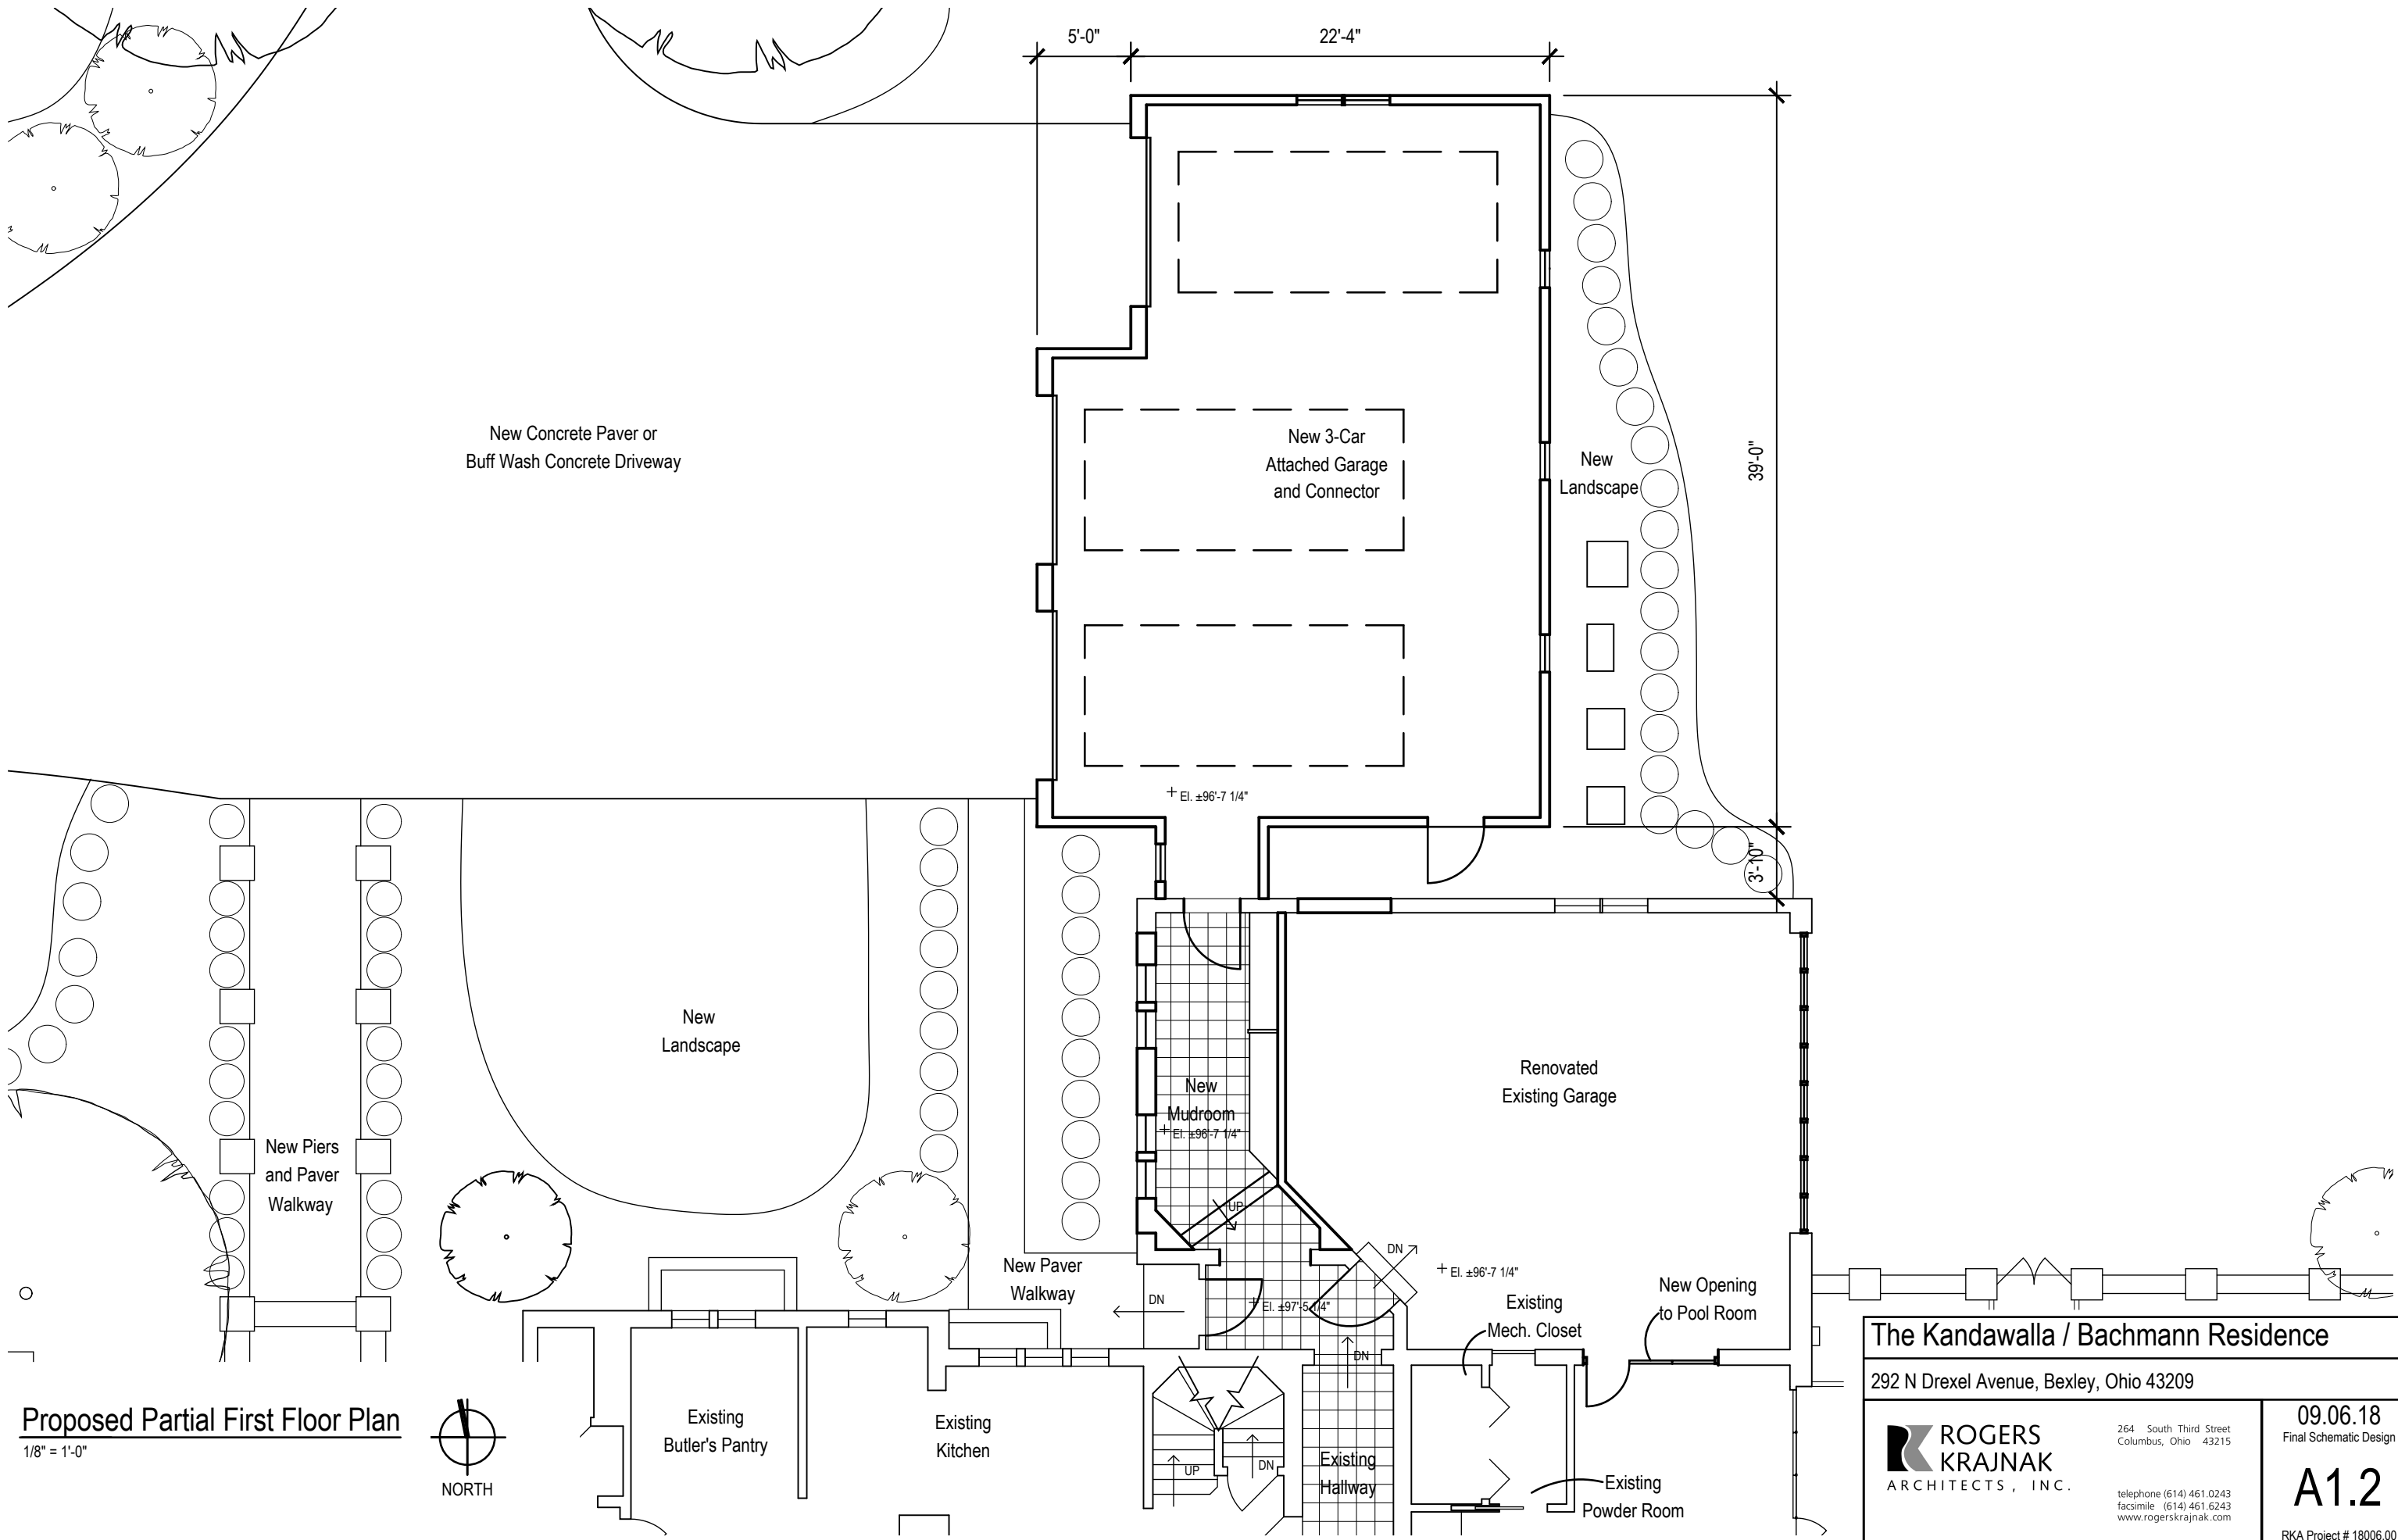 5'-0"
22'-4"
New Concrete Paver or
Buff Wash Concrete Driveway
New 3-Car
Attached Garage
and Connector
New
Landscape
39'-0"
El. ±96'-7 1/4"
3'-10"
New
Landscape
New
Mudroom
El. ±96'-7 1/4"
Renovated
Existing Garage
New Piers
and Paver
Walkway
UP
DN
El. ±96'-7 1/4"
New Paver
Walkway
DN
El. ±97'-5 1/4"
Existing
Mech. Closet
New Opening
to Pool Room
DN
Existing
Butler's Pantry
Existing
Kitchen
UP
DN
Existing
Hallway
Existing
Powder Room
Proposed Partial First Floor Plan
1/8" = 1'-0"
NORTH
The Kandawalla / Bachmann Residence
292 N Drexel Avenue, Bexley, Ohio 43209
ROGERS
KRAJNAK
ARCHITECTS, INC.
264 South Third Street
Columbus, Ohio 43215
telephone (614) 461.0243
facsimile (614) 461.6243
www.rogerskrajnak.com
09.06.18
Final Schematic Design
A1.2
RKA Project # 18006.00